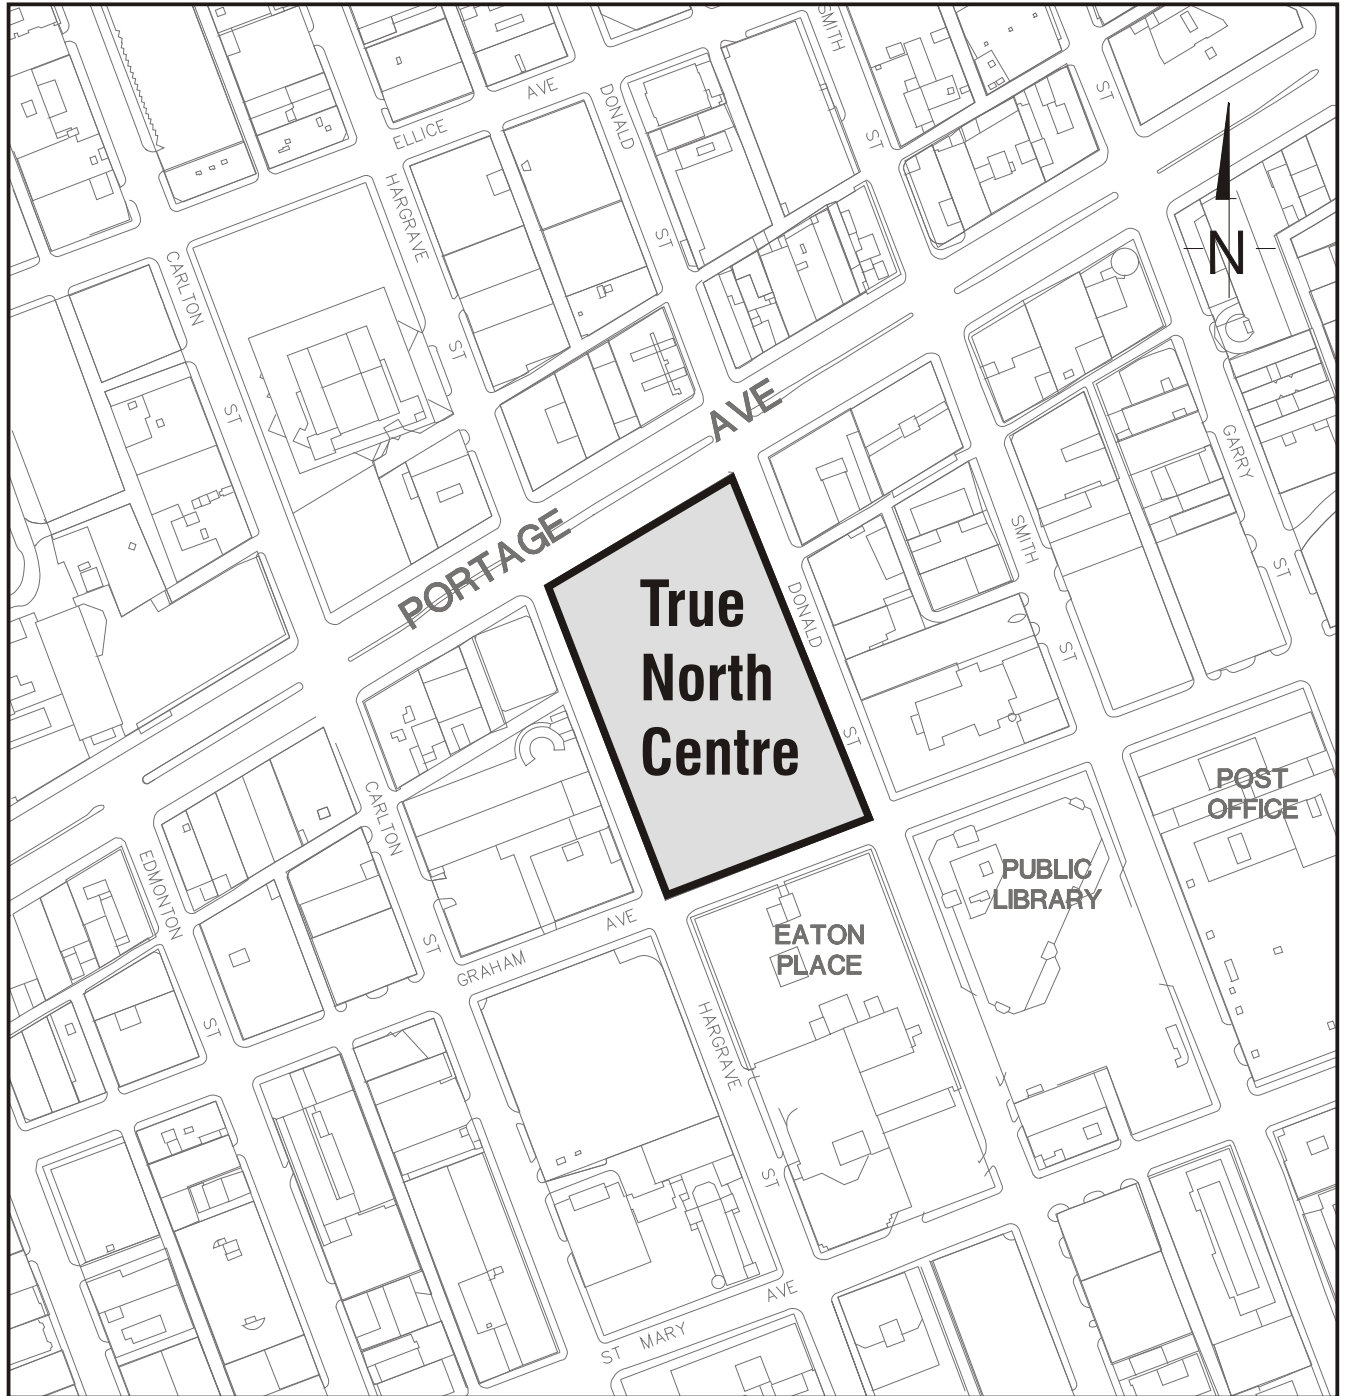 SMITH
ST
ST
AVE
DONALD
ELLICE
HARGRAVE
ST
N
CARLTON
ST
ST
AVE
PORTAGE
GARRY
ST
SMITH
ST
True
North
Centre
DONALD
ST
CARLTON
ST
EDMONTON
ST
POST
OFFICE
PUBLIC
LIBRARY
EATON
PLACE
AVE
GRAHAM
HARGRAVE
ST
AVE
ST MARY